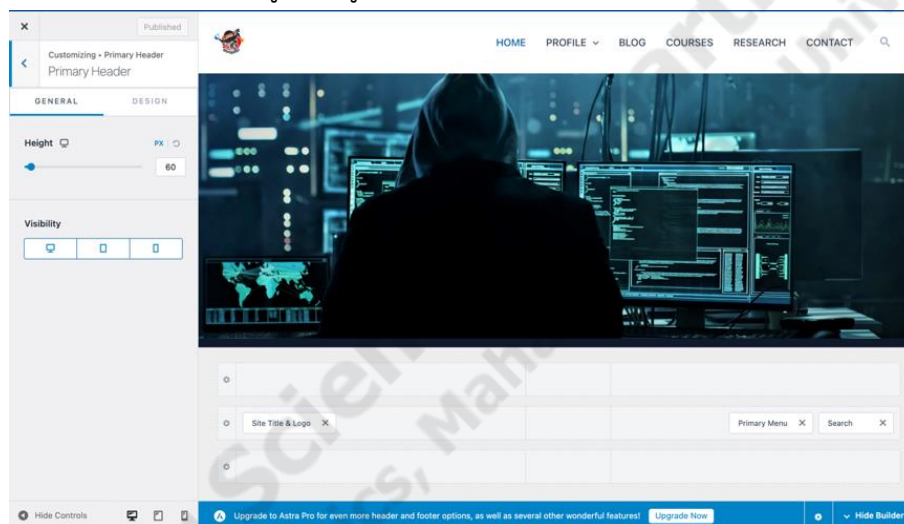 Published
Customizing • Primary Header
Primary Header
GENERAL DESIGN
Height PX
60
Visibility
Hide Controls
HOME PROFILE BLOG COURSES RESEARCH CONTACT
Site Title & Logo X
Primary Menu X Search X
Upgrade to Astra Pro for even more header and footer options, as well as several other wonderful features! Upgrade Now
Hide Builder